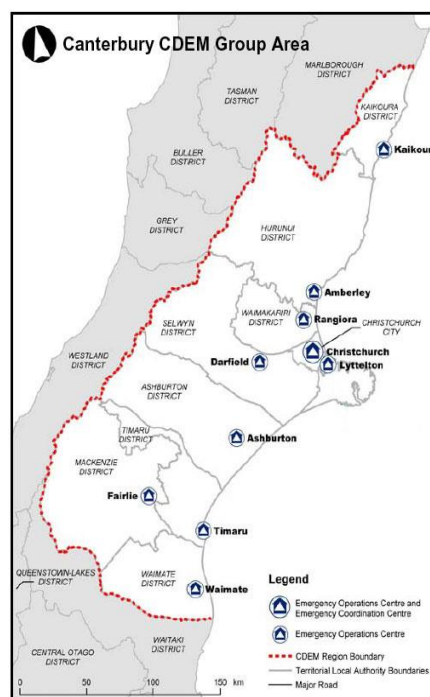 Canterbury CDEM Group Area
MARLBOROUGH
DISTRICT
TASMAN
DISTRICT
KAIKOURA
DISTRICT
BULLER
DISTRICT
Kaikour
GREY
DISTRICT
HURUNUI
DISTRICT
Amberley
WAIMAKARIRI
DISTRICT
Rangiora
CHRISTCHURCH
CITY
SELWYN
DISTRICT
Christchurch
WESTLAND
DISTRICT
Darfield
Lyttelton
ASHBURTON
DISTRICT
TIMARU
DISTRICT
Ashburton
MACKENZIE
DISTRICT
Fairlie
Timaru
QUEENSTOWN-LAKES
DISTRICT
WAIMATE
DISTRICT
Waimate
WAITAKI
DISTRICT
CENTRAL OTAGO
DISTRICT
Legend
Emergency Operations Centre and
Emergency Coordination Centre
Emergency Operations Centre
CDEM Region Boundary
Territorial Local Authority Boundaries
Major Road
0 50 100 150 km